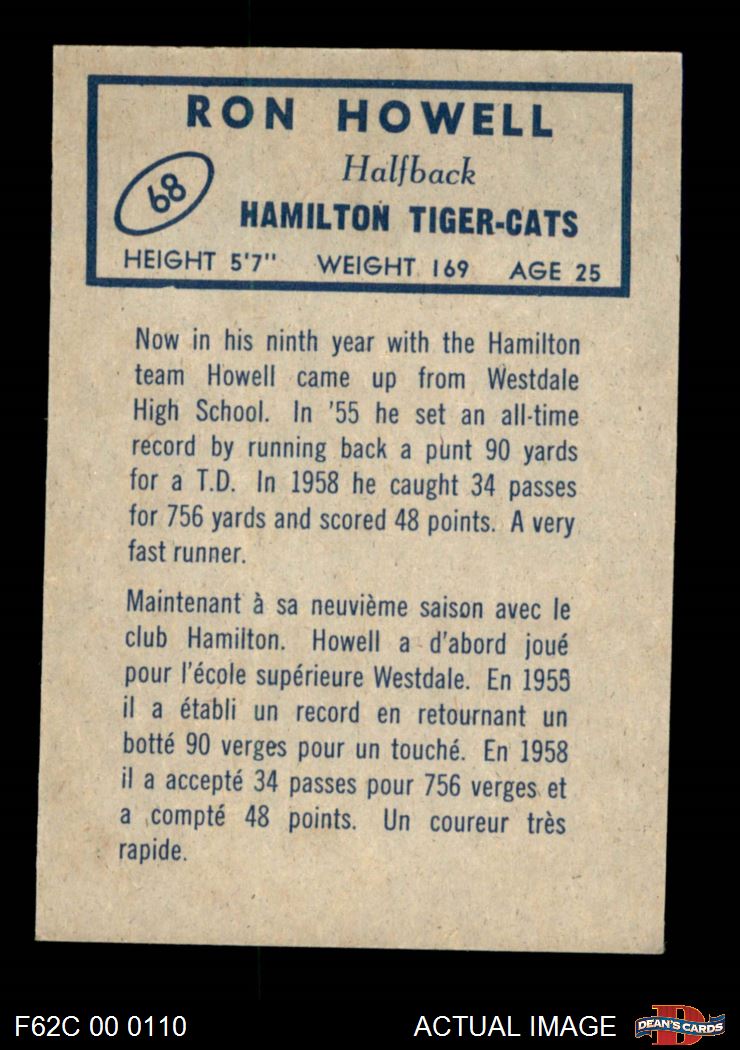 RON HOWELL
Halfback
68
HAMILTON TIGER-CATS
HEIGHT 5'7" WEIGHT 169 AGE 25
Now in his ninth year with the Hamilton
team Howell came up from Westdale
High School. In '55 he set an all-time
record by running back a punt 90 yards
for a T.D. In 1958 he caught 34 passes
for 756 yards and scored 48 points. A very
fast runner.
Maintenant à sa neuvième saison avec le
club Hamilton. Howell a d'abord joué
pour l'école supérieure Westdale. En 1955
il a établi un record en retournant un
botté 90 verges pour un touché. En 1958
il a accepté 34 passes pour 756 verges et
a compté 48 points. Un coureur très
rapide.
F62C 00 0110 ACTUAL IMAGE
D
DEAN'S CARDS